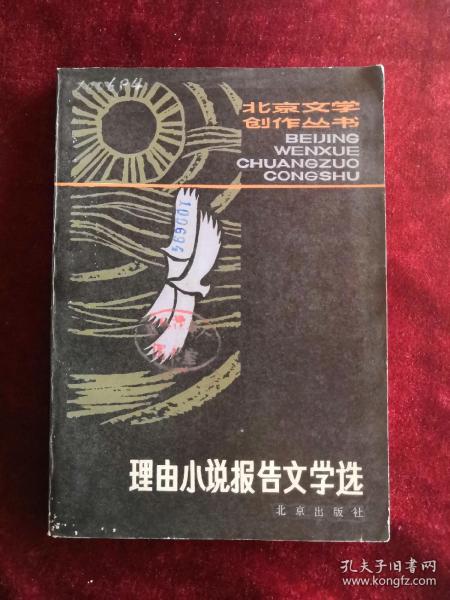 北京文学
创作丛书
BEIJING
WENXUE
CHUANGZUO
CONGSHU
理由小说报告文学选
北京出版社
孔夫子旧书网
www.kongfz.com